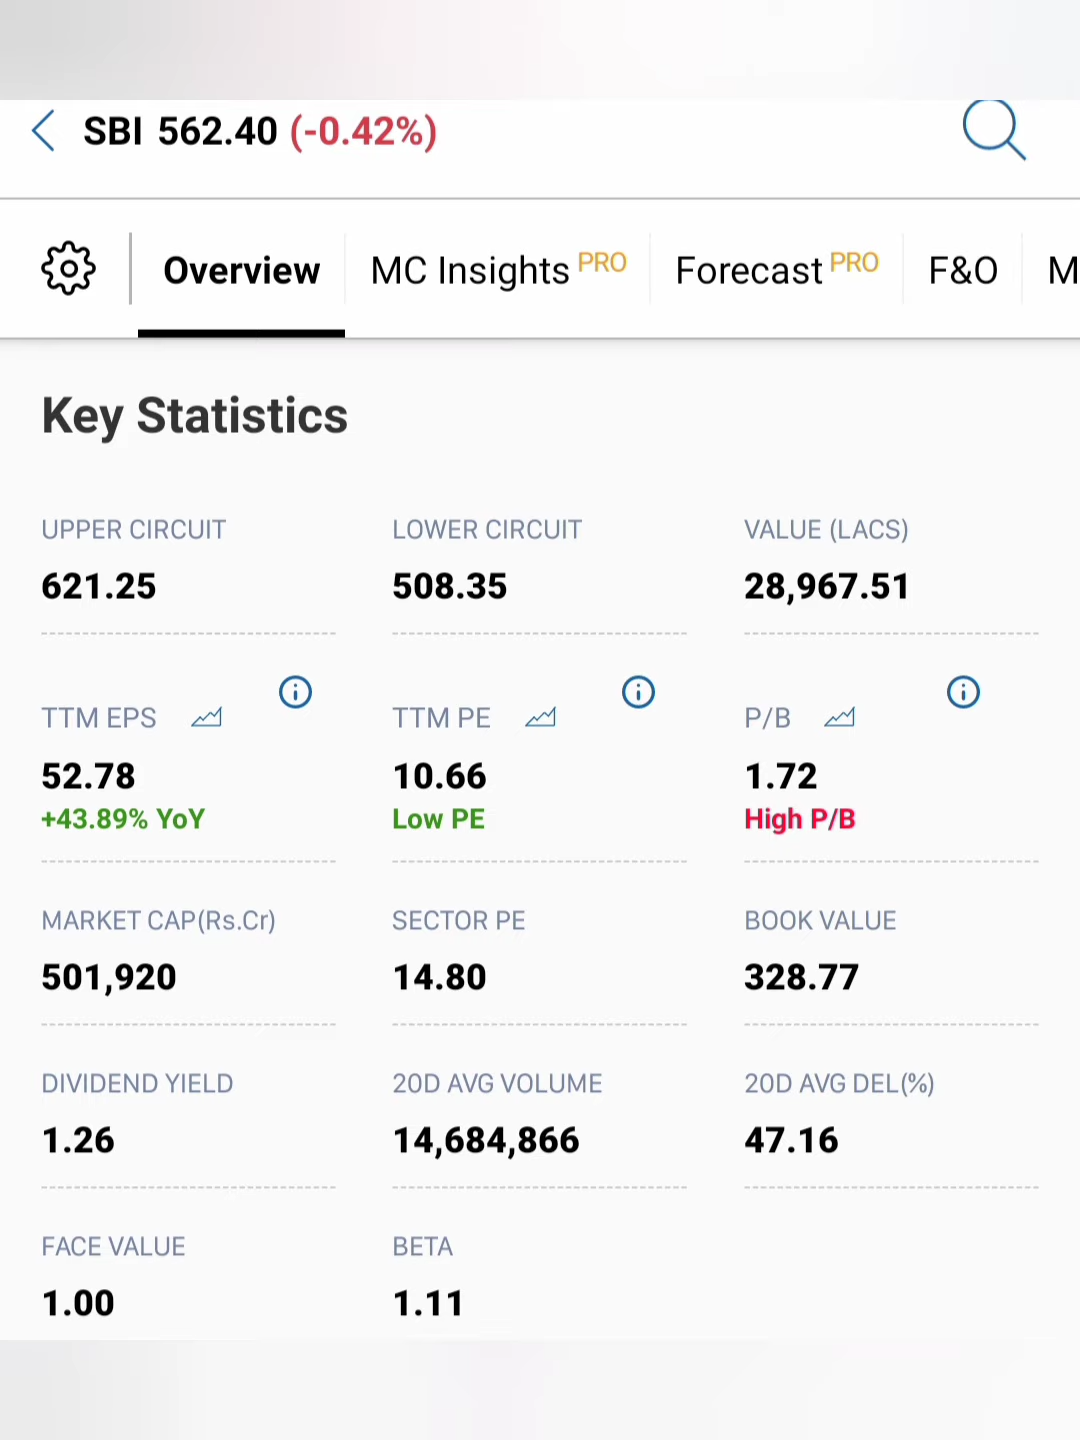 SBI 562.40 (-0.42%)
Overview MC Insights PRO Forecast PRO F&O M
Key Statistics
UPPER CIRCUIT LOWER CIRCUIT VALUE (LACS)
621.25 508.35 28,967.51
TTM EPS TTM PE P/B
52.78 10.66 1.72
+43.89% YoY Low PE High P/B
MARKET CAP(Rs.Cr) SECTOR PE BOOK VALUE
501,920 14.80 328.77
DIVIDEND YIELD 20D AVG VOLUME 20D AVG DEL(%)
1.26 14,684,866 47.16
FACE VALUE BETA
1.00 1.11